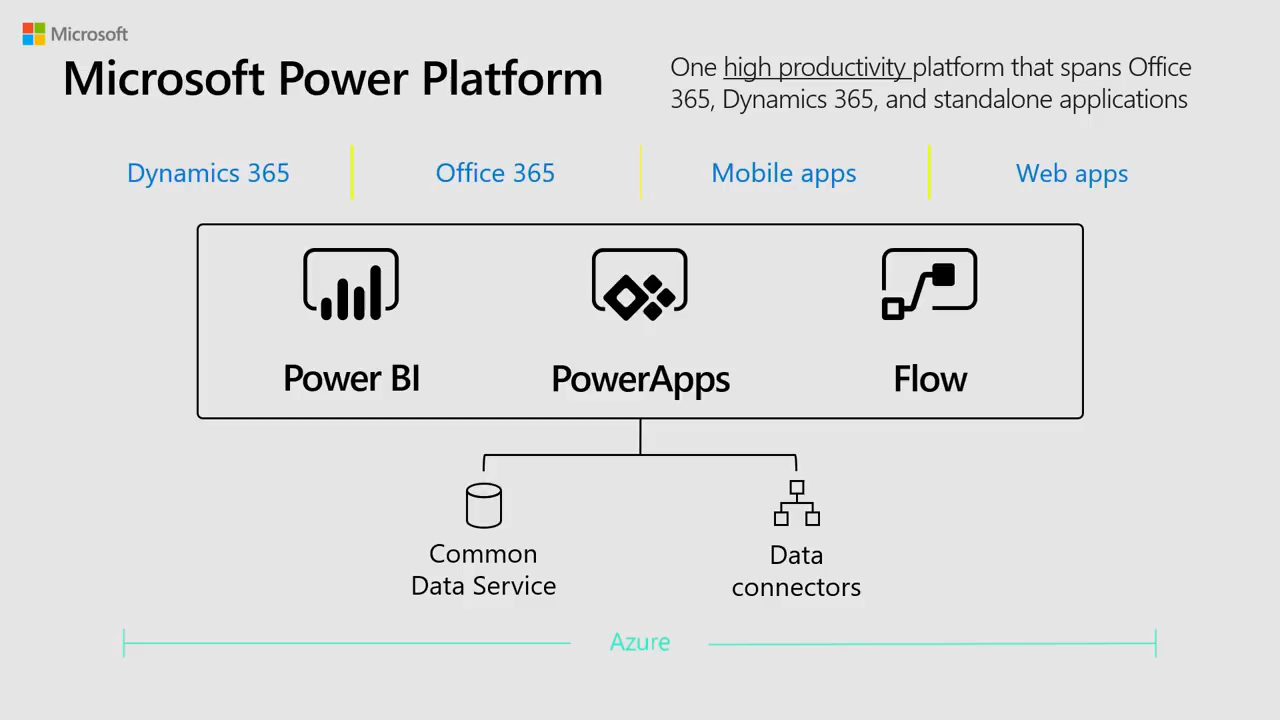 Microsoft
Microsoft Power Platform
One high productivity platform that spans Office
365, Dynamics 365, and standalone applications
Dynamics 365
Office 365
Mobile apps
Web apps
Power BI
PowerApps
Flow
Common
Data Service
Data
connectors
Azure